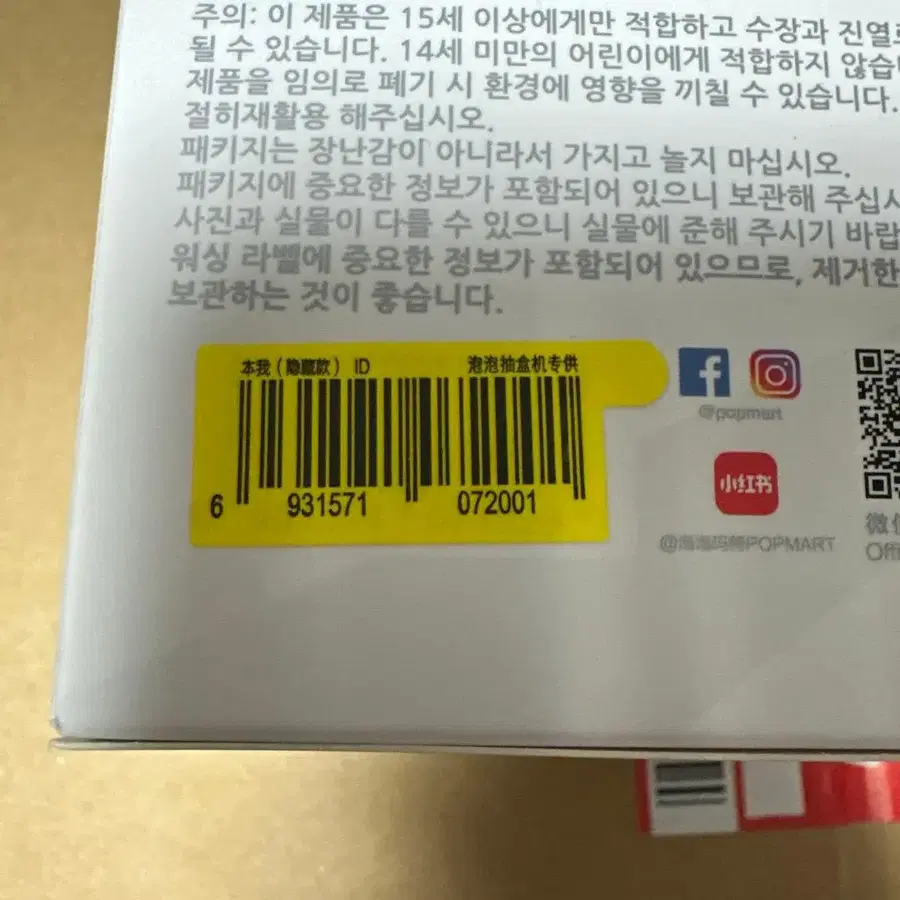 주의: 이 제품은 15세 이상에게만 적합하고 수장과 진열로
될 수 있습니다. 14세 미만의 어린이에게 적합하지 않습니
제품을 임의로 폐기 시 환경에 영향을 끼칠 수 있습니다.
절히재활용 해주십시오.
패키지는 장난감이 아니라서 가지고 놀지 마십시오.
패키지에 중요한 정보가 포함되어 있으니 보관해 주십시
사진과 실물이 다를 수 있으니 실물에 준해 주시기 바랍
워싱 라벨에 중요한 정보가 포함되어 있으므로, 제거한
보관하는 것이 좋습니다.
本我(隐藏款) ID 泡泡抽盒机专供
6 931571 072001
@popmart
小红书
@泡泡玛特POPMART
微信
Offi